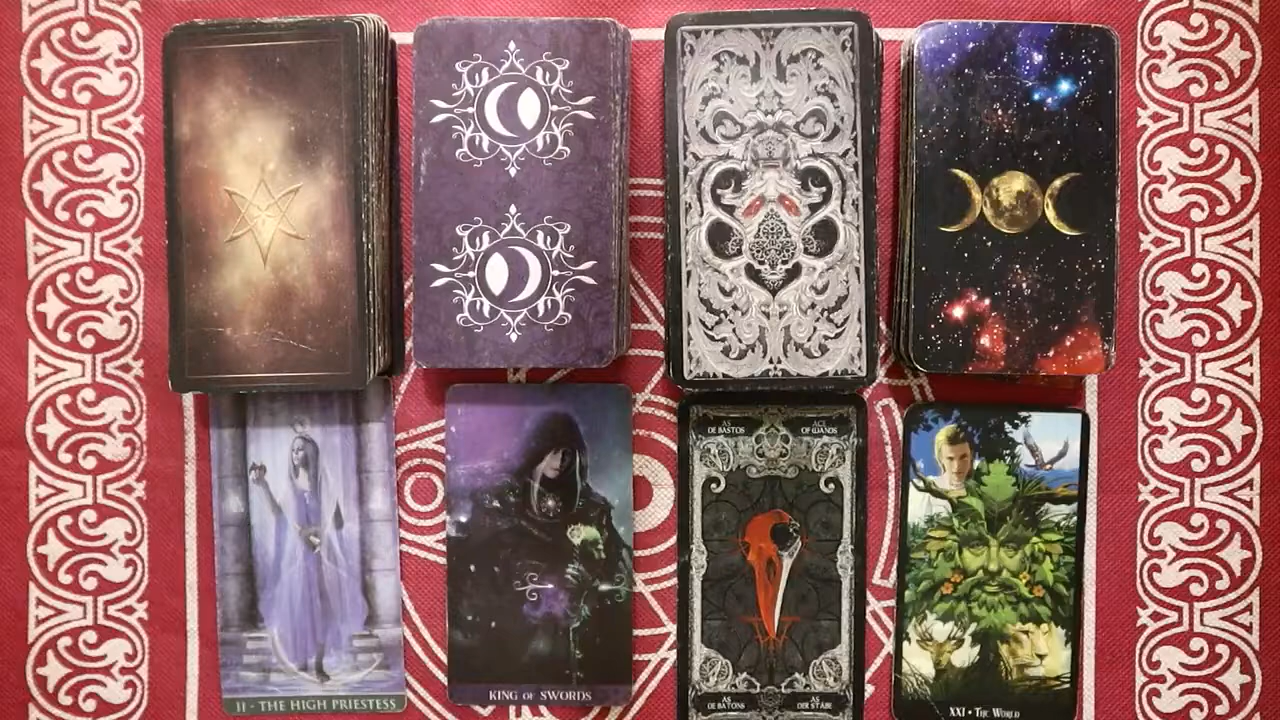 II - THE HIGH PRIESTESS
KING OF SWORDS
AS
DE BASTOS
ACE
OF WANDS
AS
DE BATONS
AS
DER STÄBE
XXI • THE WORLD